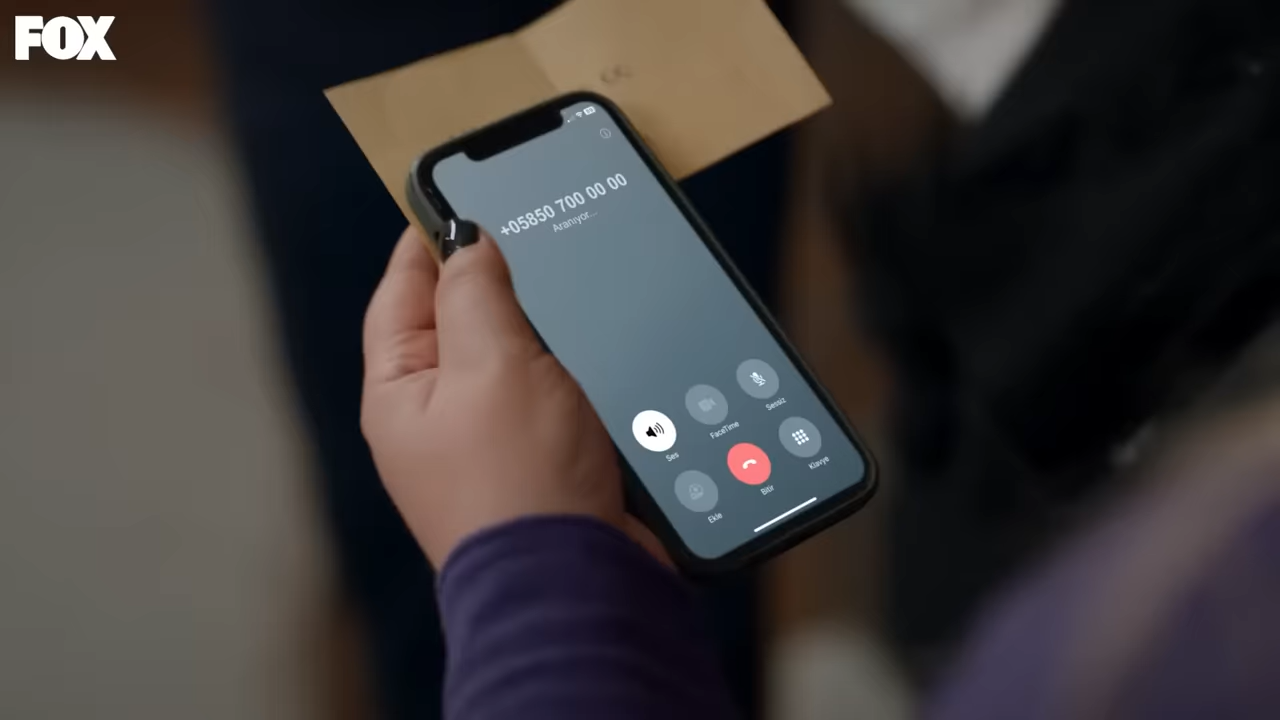 FOX
+05850 700 00 00
Aranıyor...
Ses
FaceTime
Sessiz
Ekle
Bitir
Klavye